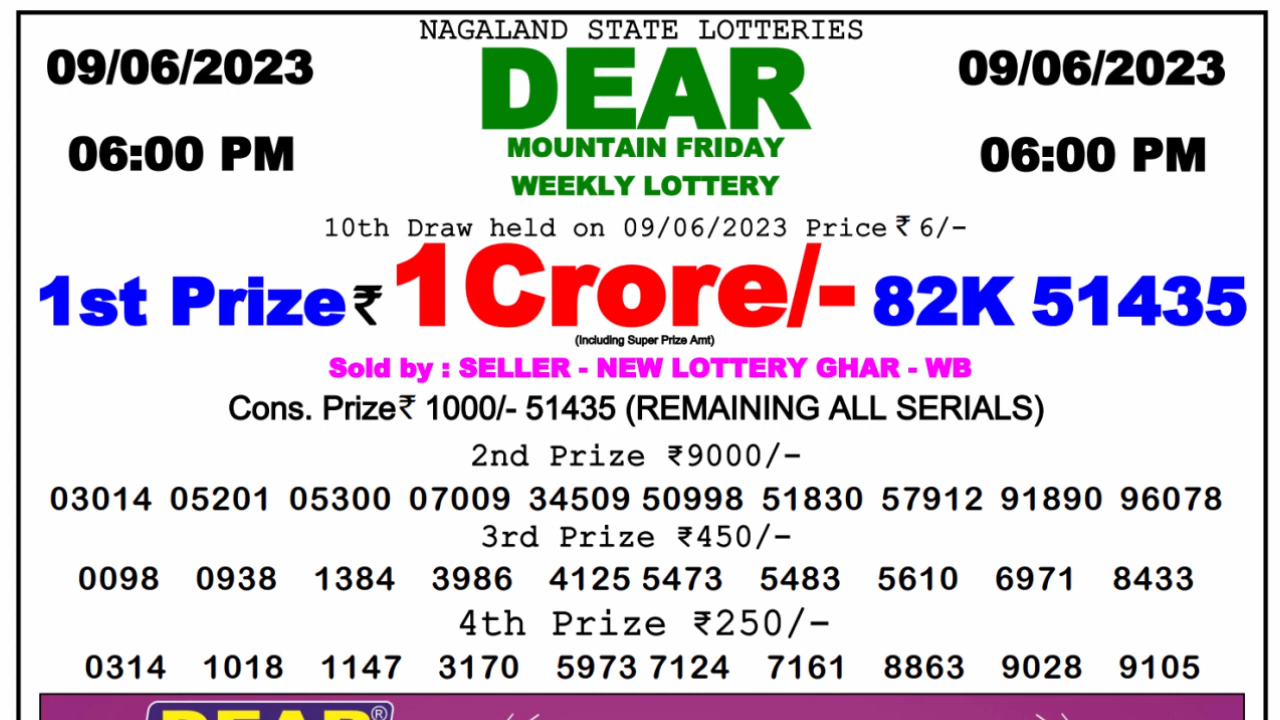 NAGALAND STATE LOTTERIES
09/06/2023 DEAR 09/06/2023
06:00 PM MOUNTAIN FRIDAY 06:00 PM
WEEKLY LOTTERY
10th Draw held on 09/06/2023 Price ₹ 6/-
1st Prize ₹ 1Crore/- 82K 51435
(Including Super Prize Amt)
Sold by : SELLER - NEW LOTTERY GHAR - WB
Cons. Prize₹ 1000/- 51435 (REMAINING ALL SERIALS)
2nd Prize ₹9000/-
03014 05201 05300 07009 34509 50998 51830 57912 91890 96078
3rd Prize ₹450/-
0098 0938 1384 3986 4125 5473 5483 5610 6971 8433
4th Prize ₹250/-
0314 1018 1147 3170 5973 7124 7161 8863 9028 9105
DEAR®